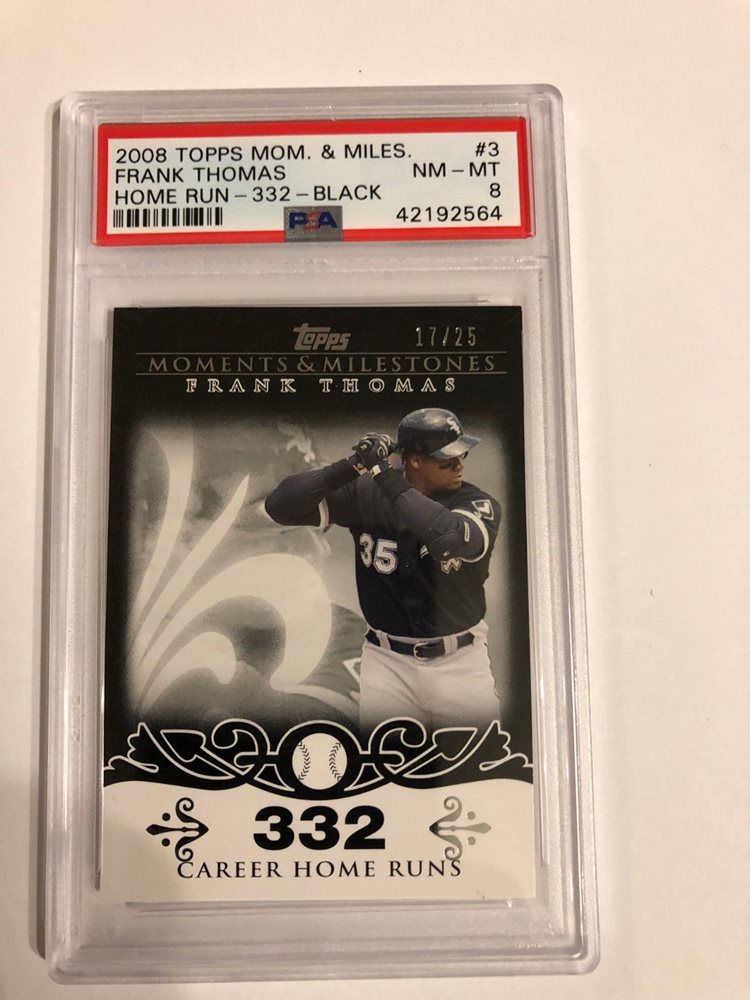 2008 TOPPS MOM. & MILES. #3
FRANK THOMAS NM – MT
HOME RUN – 332 – BLACK 8
PSA 42192564
Topps 17/25
MOMENTS & MILESTONES
FRANK THOMAS
SOX
35
332
CAREER HOME RUNS